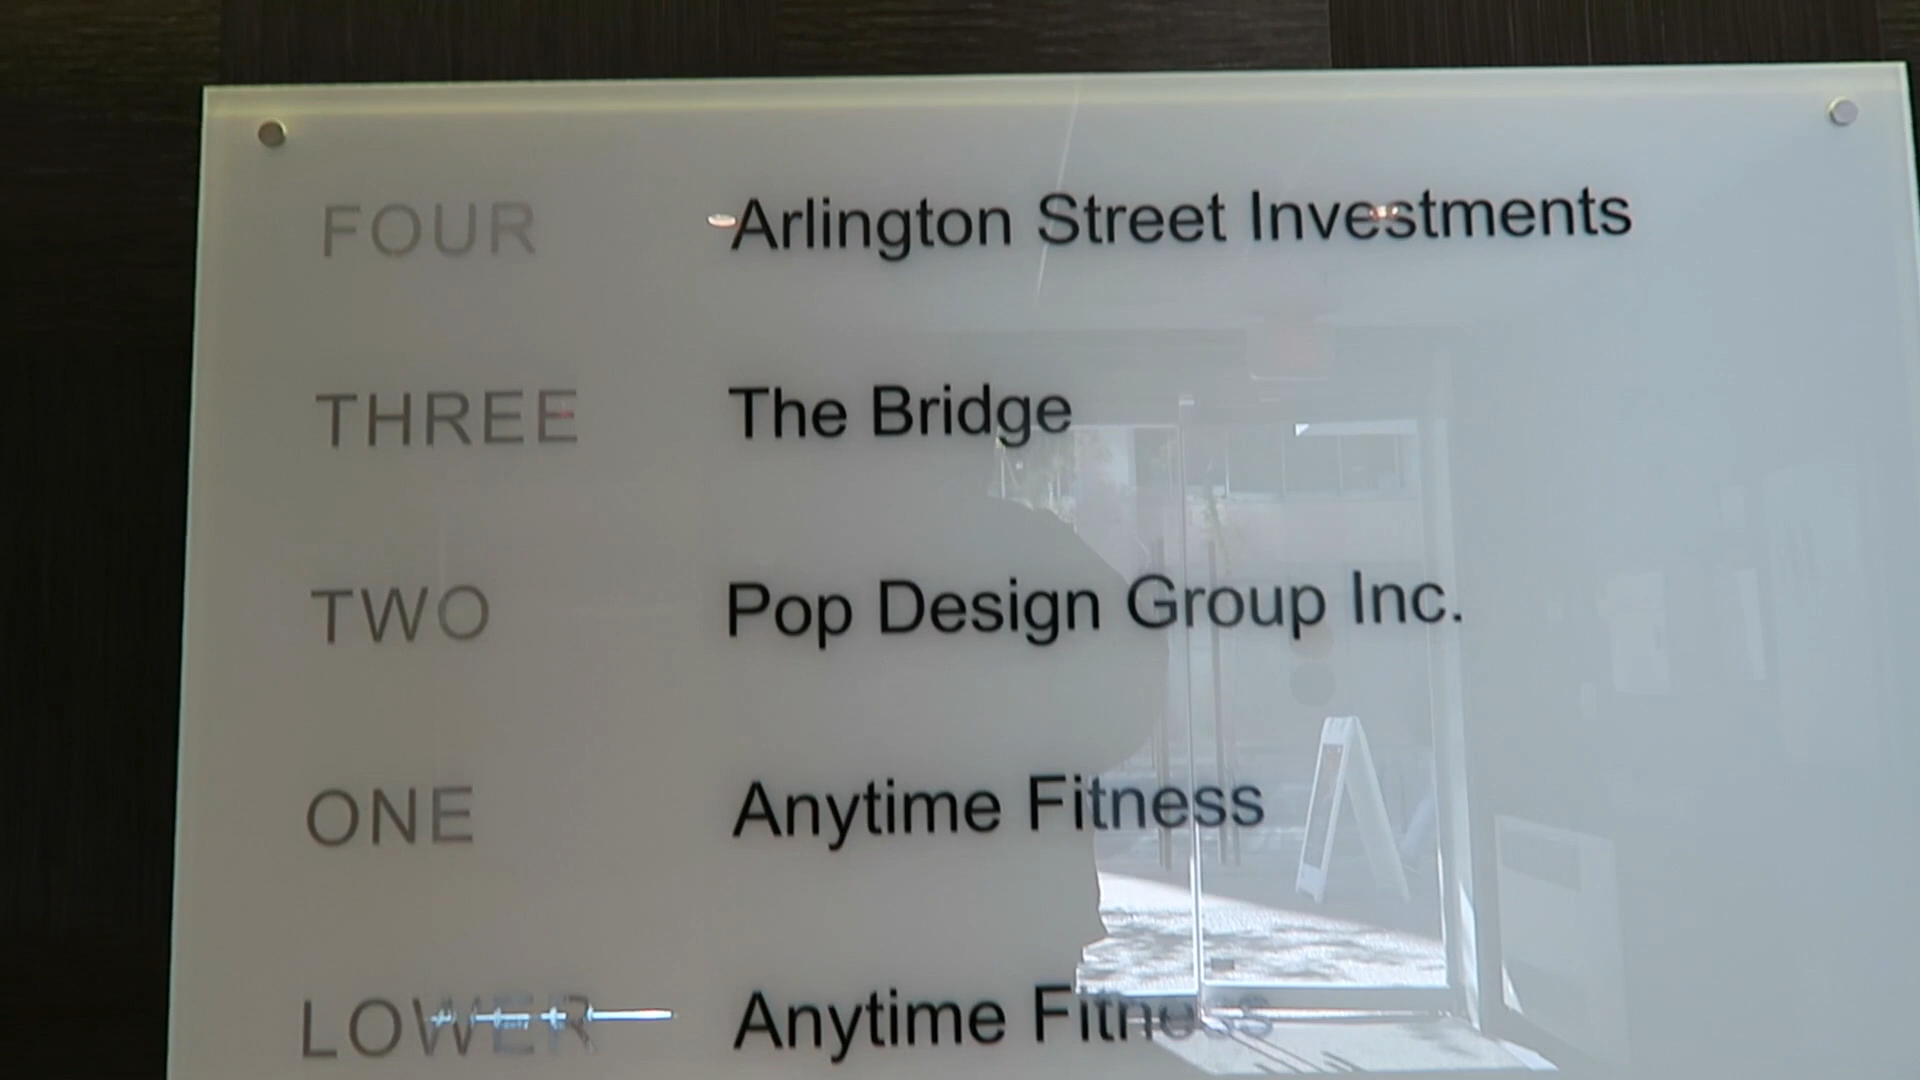 FOUR Arlington Street Investments
THREE The Bridge
TWO Pop Design Group Inc.
ONE Anytime Fitness
LOWER Anytime Fitness